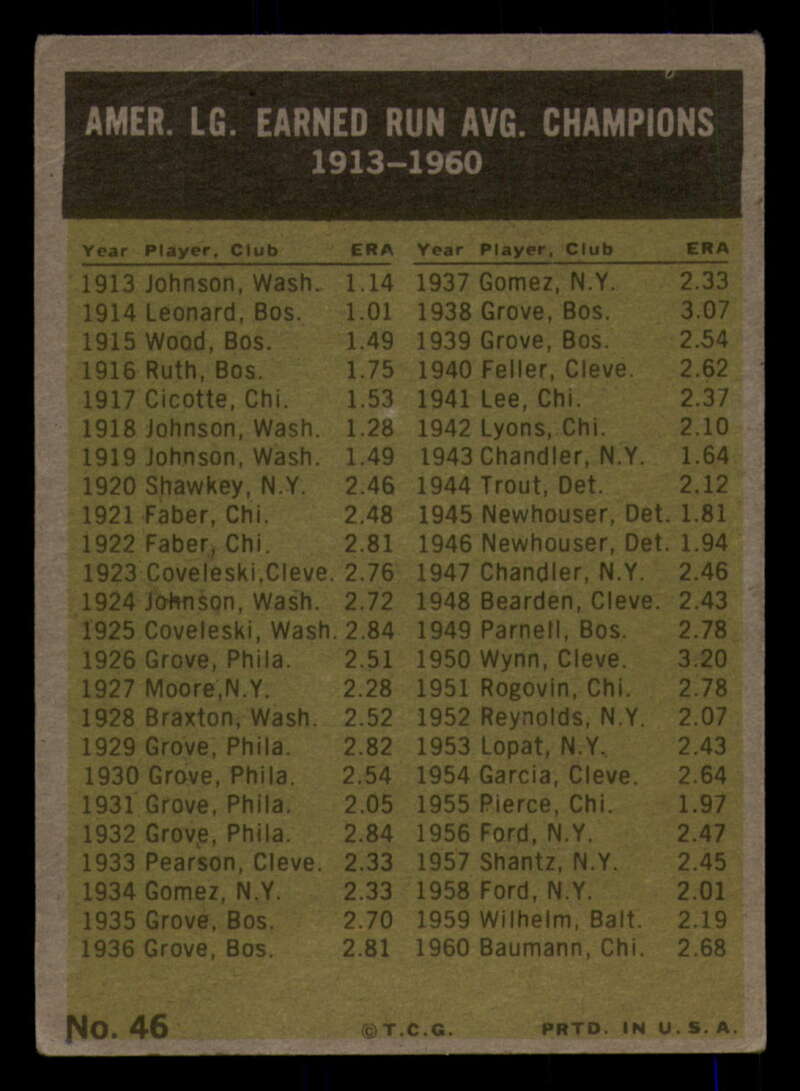 AMER. LG. EARNED RUN AVG. CHAMPIONS
1913-1960
Year Player, Club ERA
1913 Johnson, Wash. 1.14
1914 Leonard, Bos. 1.01
1915 Wood, Bos. 1.49
1916 Ruth, Bos. 1.75
1917 Cicotte, Chi. 1.53
1918 Johnson, Wash. 1.28
1919 Johnson, Wash. 1.49
1920 Shawkey, N.Y. 2.46
1921 Faber, Chi. 2.48
1922 Faber, Chi. 2.81
1923 Coveleski,Cleve. 2.76
1924 Johnson, Wash. 2.72
1925 Coveleski, Wash. 2.84
1926 Grove, Phila. 2.51
1927 Moore,N.Y. 2.28
1928 Braxton, Wash. 2.52
1929 Grove, Phila. 2.82
1930 Grove, Phila. 2.54
1931 Grove, Phila. 2.05
1932 Grove, Phila. 2.84
1933 Pearson, Cleve. 2.33
1934 Gomez, N.Y. 2.33
1935 Grove, Bos. 2.70
1936 Grove, Bos. 2.81
Year Player, Club ERA
1937 Gomez, N.Y. 2.33
1938 Grove, Bos. 3.07
1939 Grove, Bos. 2.54
1940 Feller, Cleve. 2.62
1941 Lee, Chi. 2.37
1942 Lyons, Chi. 2.10
1943 Chandler, N.Y. 1.64
1944 Trout, Det. 2.12
1945 Newhouser, Det. 1.81
1946 Newhouser, Det. 1.94
1947 Chandler, N.Y. 2.46
1948 Bearden, Cleve. 2.43
1949 Parnell, Bos. 2.78
1950 Wynn, Cleve. 3.20
1951 Rogovin, Chi. 2.78
1952 Reynolds, N.Y. 2.07
1953 Lopat, N.Y. 2.43
1954 Garcia, Cleve. 2.64
1955 Pierce, Chi. 1.97
1956 Ford, N.Y. 2.47
1957 Shantz, N.Y. 2.45
1958 Ford, N.Y. 2.01
1959 Wilhelm, Balt. 2.19
1960 Baumann, Chi. 2.68
No. 46 ©T.C.G. PRTD. IN U.S.A.